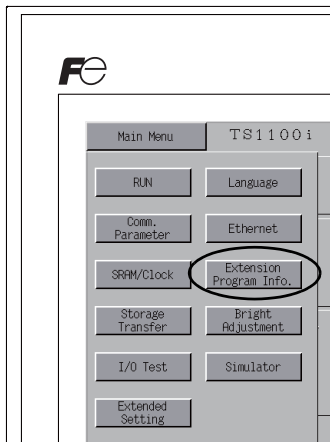 Fe
Main Menu
TS1100i
RUN
Language
Comm.
Parameter
Ethernet
SRAM/Clock
Extension
Program Info.
Storage
Transfer
Bright
Adjustment
I/O Test
Simulator
Extended
Setting